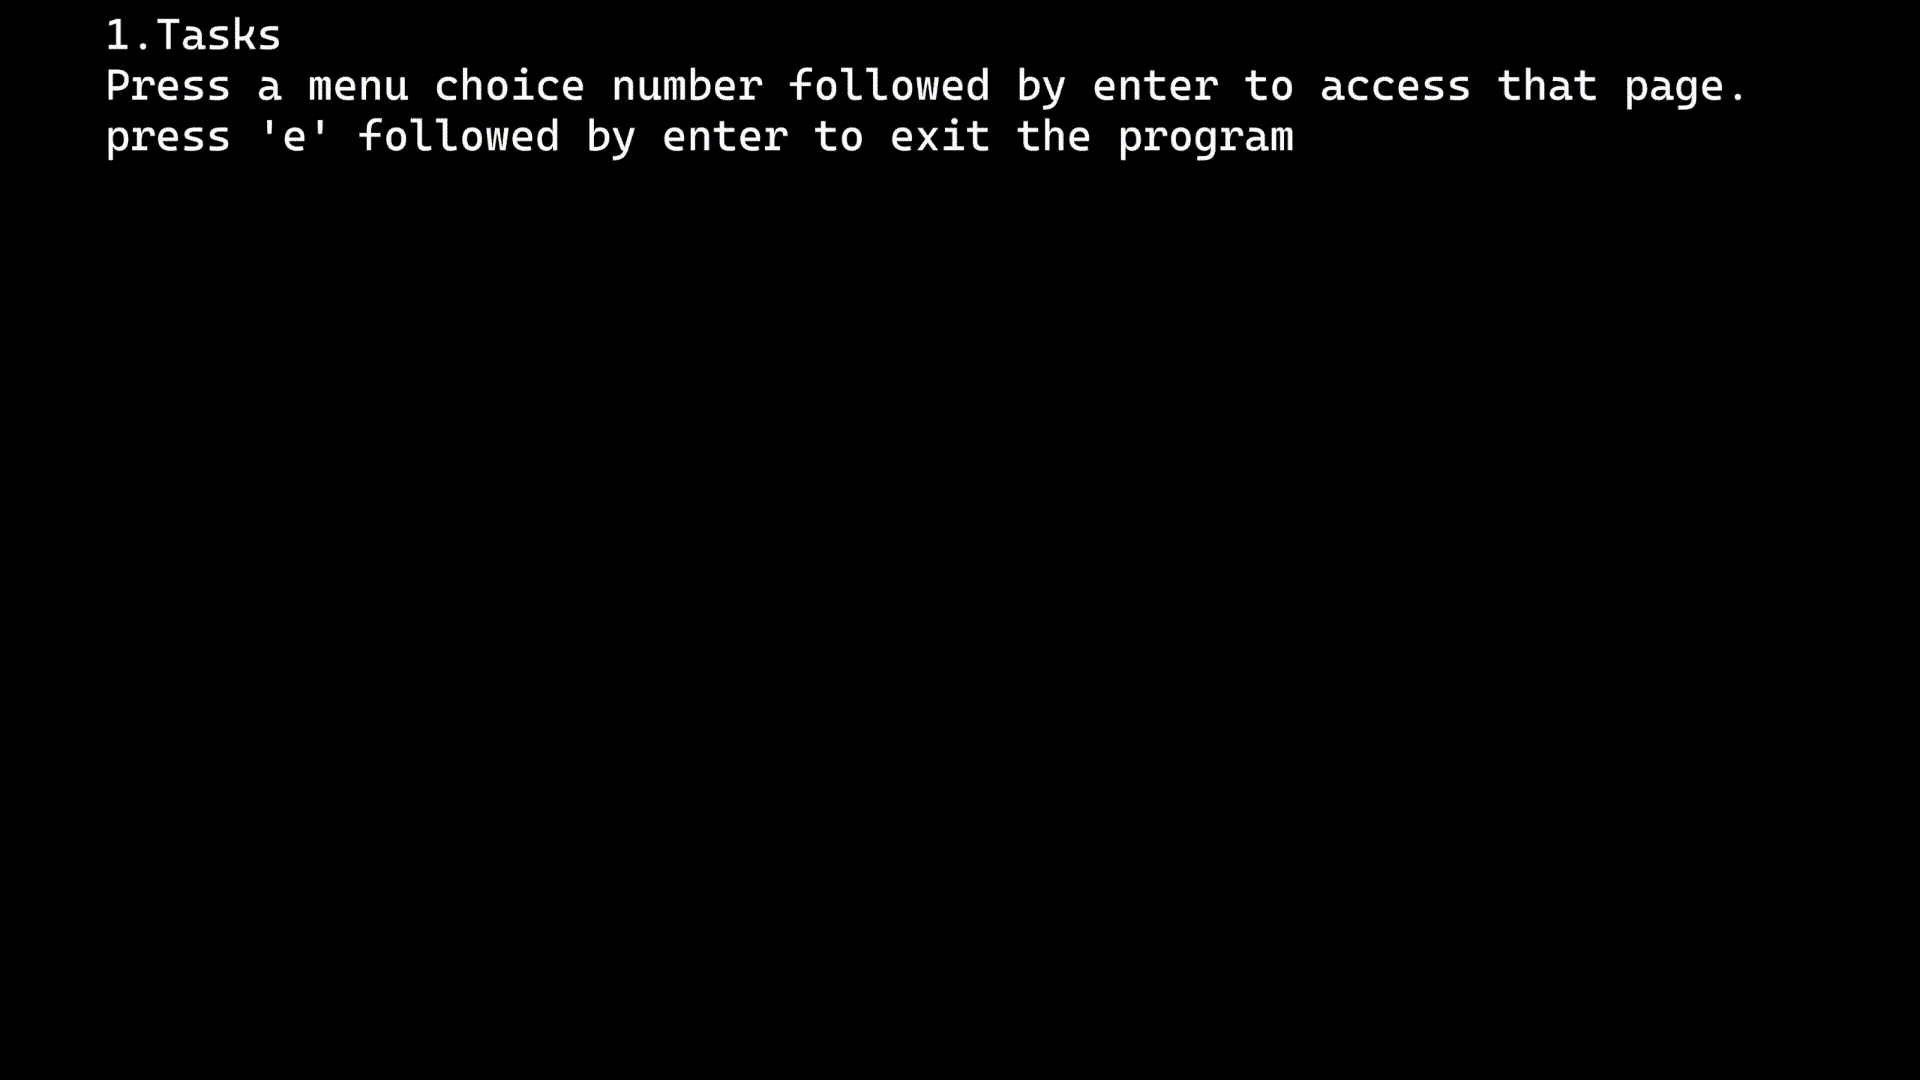 1.Tasks
Press a menu choice number followed by enter to access that page.
press 'e' followed by enter to exit the program